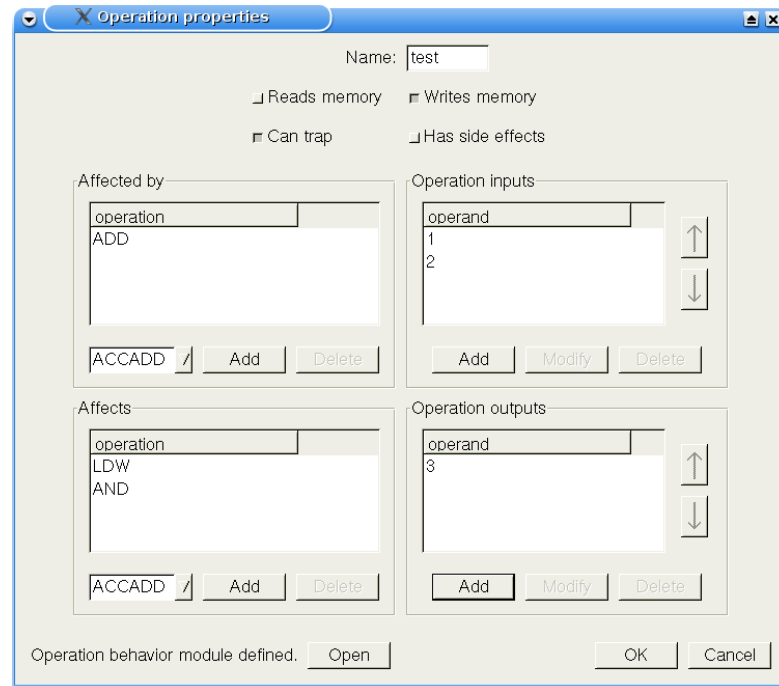 Operation properties
Name: test
Reads memory Writes memory
Can trap Has side effects
Affected by
operation
ADD
ACCADD Add Delete
Operation inputs
operand
1
2
Add Modify Delete
Affects
operation
LDW
AND
ACCADD Add Delete
Operation outputs
operand
3
Add Modify Delete
Operation behavior module defined. Open OK Cancel